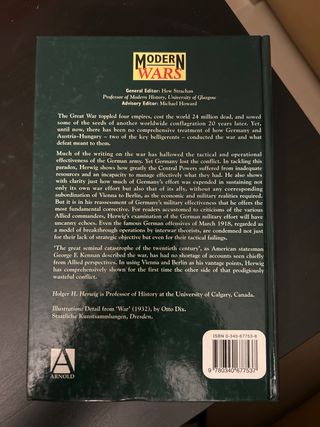 MODERN
WARS
General Editor: Hew Strachan
Professor of Modern History, University of Glasgow
Advisory Editor: Michael Howard
The Great War toppled four empires, cost the world 24 million dead, and sowed
some of the seeds of another worldwide conflagration 20 years later. Yet,
until now, there has been no comprehensive treatment of how Germany and
Austria-Hungary – two of the key belligerents – conducted the war and what
defeat meant to them.
Much of the writing on the war has hallowed the tactical and operational
effectiveness of the German army. Yet Germany lost the conflict. In tackling this
paradox, Herwig shows how greatly the Central Powers suffered from inadequate
resources and an incapacity to manage effectively what they had. He also shows
with clarity just how much of Germany's effort was expended in sustaining not
only its own war effort but also that of its ally, without any corresponding
subordination of Vienna to Berlin, as the economic and military realities required.
But it is in his reassessment of Germany's military effectiveness that he offers the
most fundamental corrective. For readers accustomed to criticisms of the various
Allied commanders, Herwig's examination of the German military effort will have
uncanny echoes. Even the famous German offensives of March 1918, regarded as
a model of breakthrough operations by interwar theorists, are condemned not just
for their lack of strategic objective but even for their tactical failings.
'The great seminal catastrophe of the twentieth century', as American statesman
George F. Kennan described the war, has had no shortage of accounts seen chiefly
from Allied perspectives. In using Vienna and Berlin as his vantage points, Herwig
has comprehensively shown for the first time the other side of that prodigiously
wasteful conflict.
Holger H. Herwig is Professor of History at the University of Calgary, Canada.
Illustration: Detail from 'War' (1932), by Otto Dix.
Staatliche Kunstsammlungen, Dresden.
ISBN 0-340-67753-8
9 780340 677537
A
ARNOLD